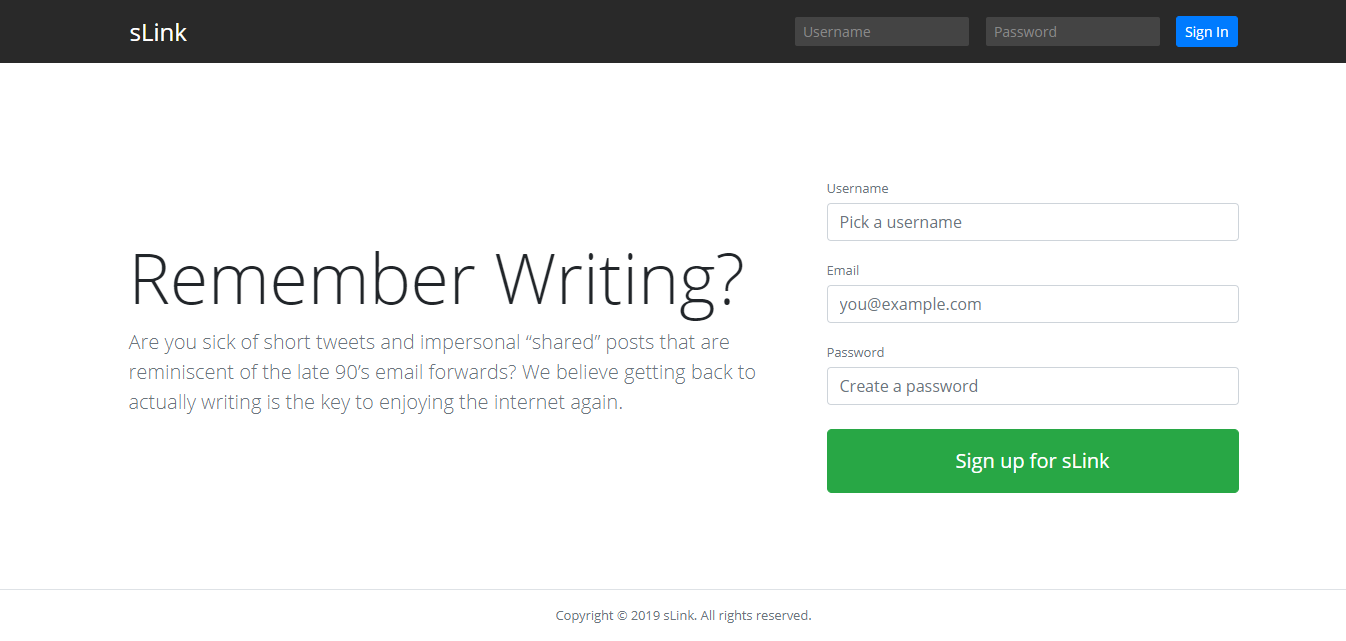 sLink
Username
Password
Sign In
Remember Writing?
Are you sick of short tweets and impersonal “shared” posts that are
reminiscent of the late 90’s email forwards? We believe getting back to
actually writing is the key to enjoying the internet again.
Username
Pick a username
Email
you@example.com
Password
Create a password
Sign up for sLink
Copyright © 2019 sLink. All rights reserved.